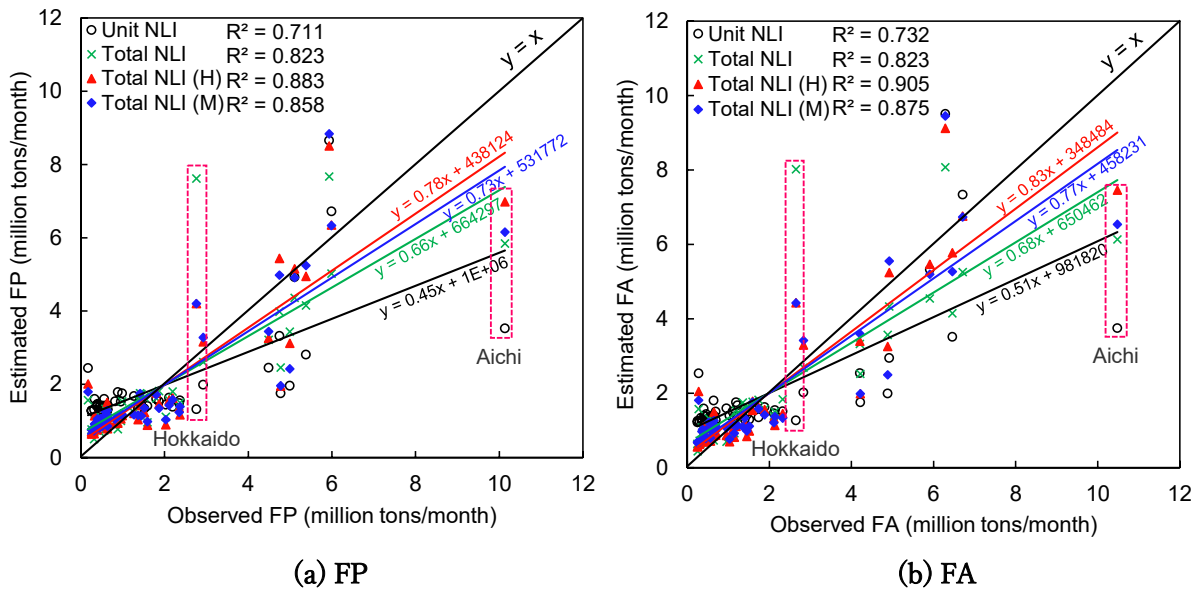 12
10
8
6
4
2
0
Estimated FP (million tons/month)
Unit NLI R² = 0.711
Total NLI R² = 0.823
Total NLI (H) R² = 0.883
Total NLI (M) R² = 0.858
y = x
y = 0.78x + 438124
y = 0.73x + 531772
y = 0.66x + 664297
y = 0.45x + 1E+06
Aichi
Hokkaido
0 2 4 6 8 10 12
Observed FP (million tons/month)
(a) FP
12
10
8
6
4
2
0
Estimated FA (million tons/month)
Unit NLI R² = 0.732
Total NLI R² = 0.823
Total NLI (H) R² = 0.905
Total NLI (M) R² = 0.875
y = x
y = 0.83x + 348484
y = 0.77x + 458231
y = 0.68x + 650462
y = 0.51x + 981820
Aichi
Hokkaido
0 2 4 6 8 10 12
Observed FA (million tons/month)
(b) FA